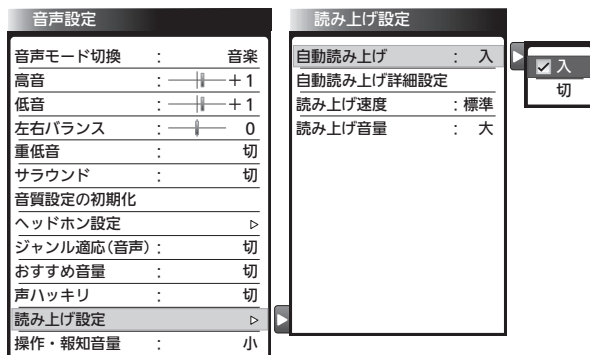 音声設定
音声モード切換 : 音楽
高音 : +1
低音 : +1
左右バランス : 0
重低音 : 切
サラウンド : 切
音質設定の初期化
ヘッドホン設定
ジャンル適応(音声) : 切
おすすめ音量 : 切
声ハッキリ : 切
読み上げ設定
操作・報知音量 : 小
読み上げ設定
自動読み上げ : 入
自動読み上げ詳細設定
読み上げ速度 : 標準
読み上げ音量 : 大
入
切